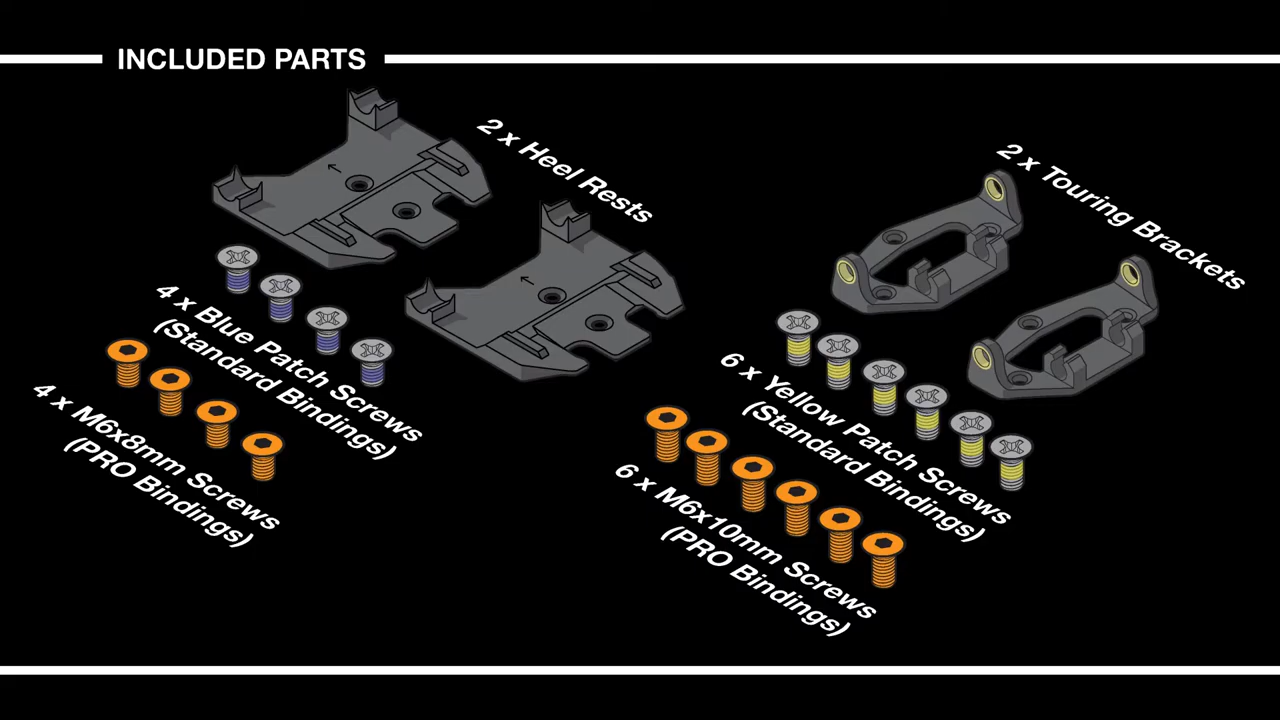 INCLUDED PARTS
2 x Heel Rests
2 x Touring Brackets
4 x Blue Patch Screws
(Standard Bindings)
4 x M6x8mm Screws
(PRO Bindings)
6 x Yellow Patch Screws
(Standard Bindings)
6 x M6x10mm Screws
(PRO Bindings)